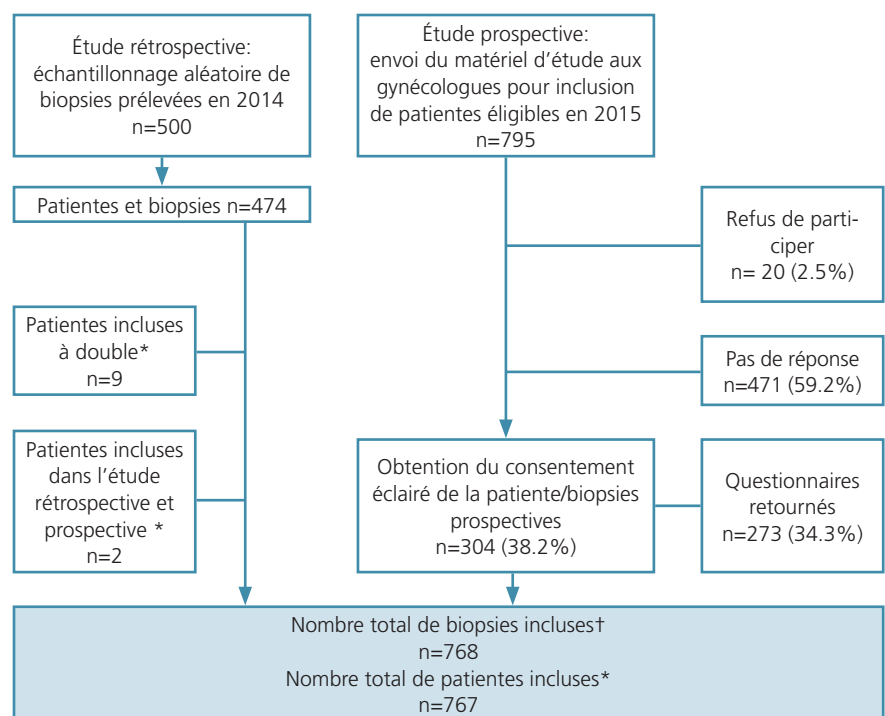 Étude rétrospective:
échantillonnage aléatoire de
biopsies prélevées en 2014
n=500
Étude prospective:
envoi du matériel d'étude aux
gynécologues pour inclusion
de patientes éligibles en 2015
n=795
Patientes et biopsies n=474
Refus de parti-
ciper
n= 20 (2.5%)
Patientes incluses
à double*
n=9
Pas de réponse
n=471 (59.2%)
Patientes incluses
dans l'étude
rétrospective et
prospective *
n=2
Obtention du consentement
éclairé de la patiente/biopsies
prospectives
n=304 (38.2%)
Questionnaires
retournés
n=273 (34.3%)
Nombre total de biopsies incluses†
n=768
Nombre total de patientes incluses*
n=767